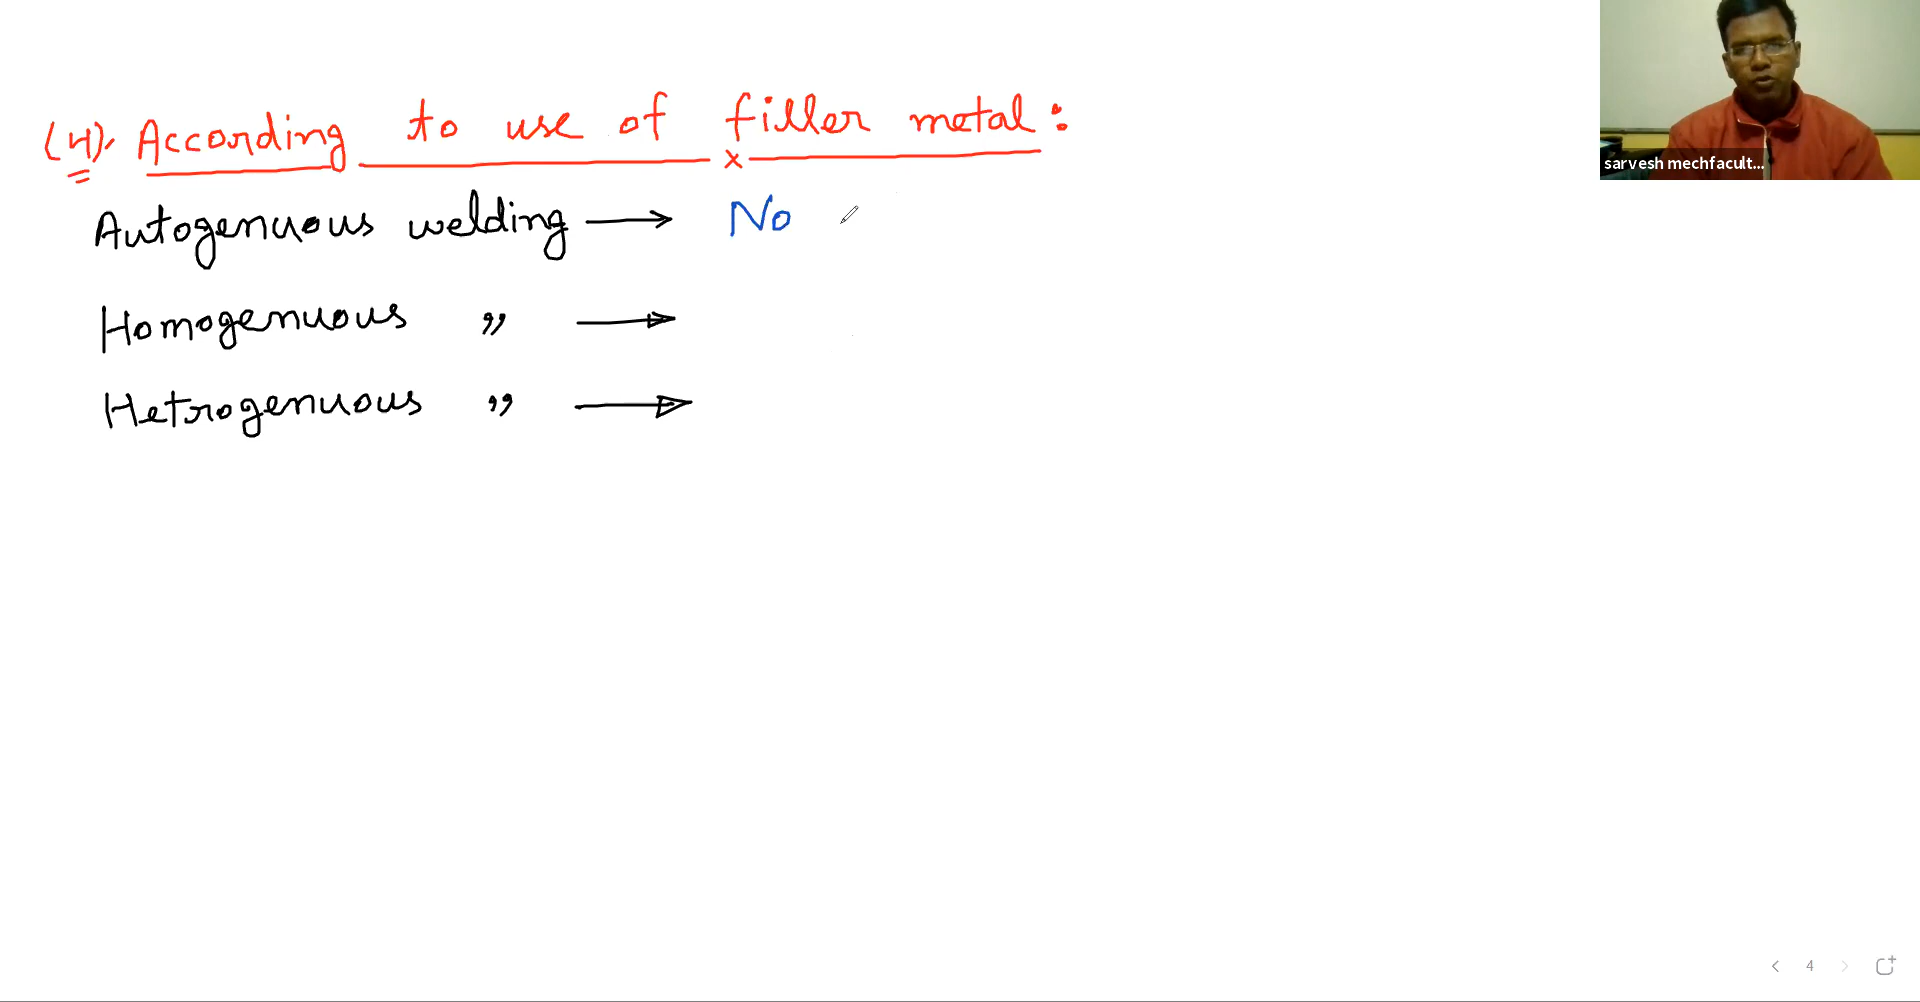 (4). According to use of filler metal:
x
Autogenuous welding → No
Homogenuous ,, →
Hetrogenuous ,, →
sarvesh mechfacult...
4